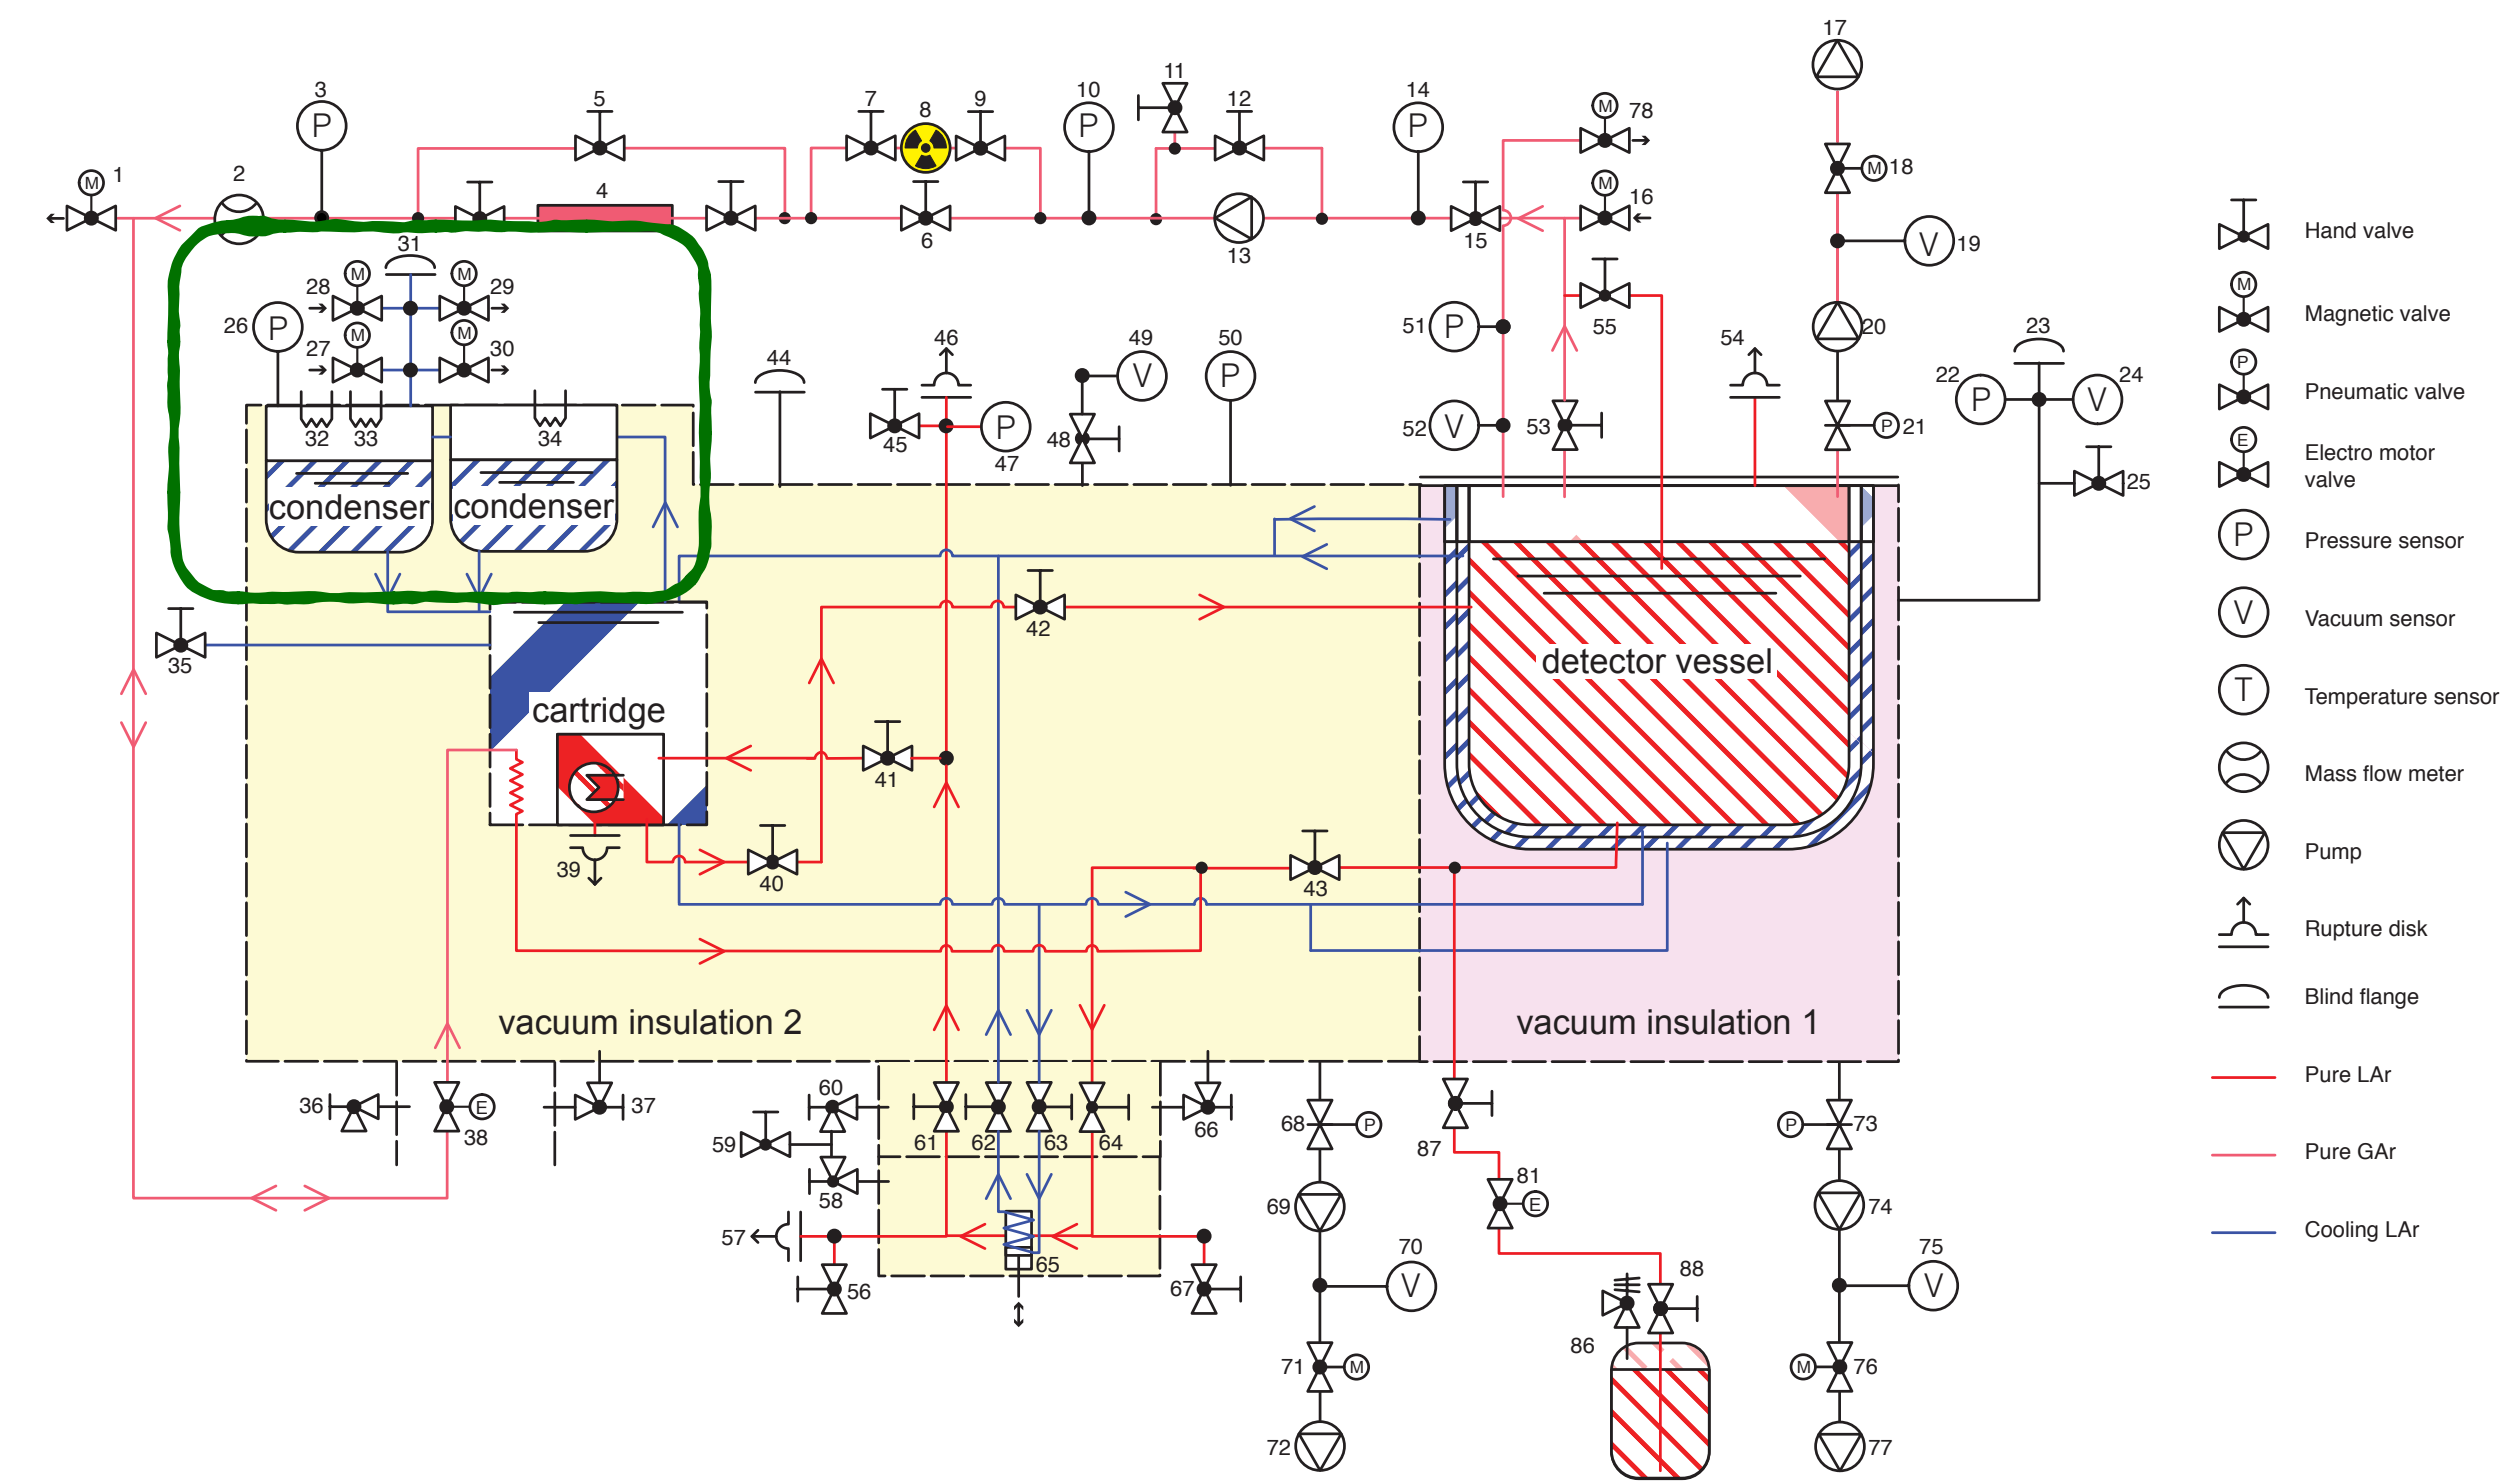 17
11
3
5
7
8
9
10
12
14
M
78
P
P
P
M
1
2
4
M
16
M
18
6
13
15
V
19
31
28
M
M
29
26
P
27
M
M
30
46
49
50
51
P
55
54
20
23
44
V
P
22
P
V
24
32
33
34
45
P
47
48
52
V
53
P
21
25
condenser
condenser
42
35
detector vessel
cartridge
41
39
40
43
vacuum insulation 2
vacuum insulation 1
36
E
38
37
60
59
58
61
62
63
64
66
68
P
P
73
87
81
E
69
74
57
56
65
67
70
V
88
75
V
86
71
M
M
76
72
77
Hand valve
M
Magnetic valve
P
Pneumatic valve
E
Electro motor
valve
P
Pressure sensor
V
Vacuum sensor
T
Temperature sensor
Mass flow meter
Pump
Rupture disk
Blind flange
Pure LAr
Pure GAr
Cooling LAr